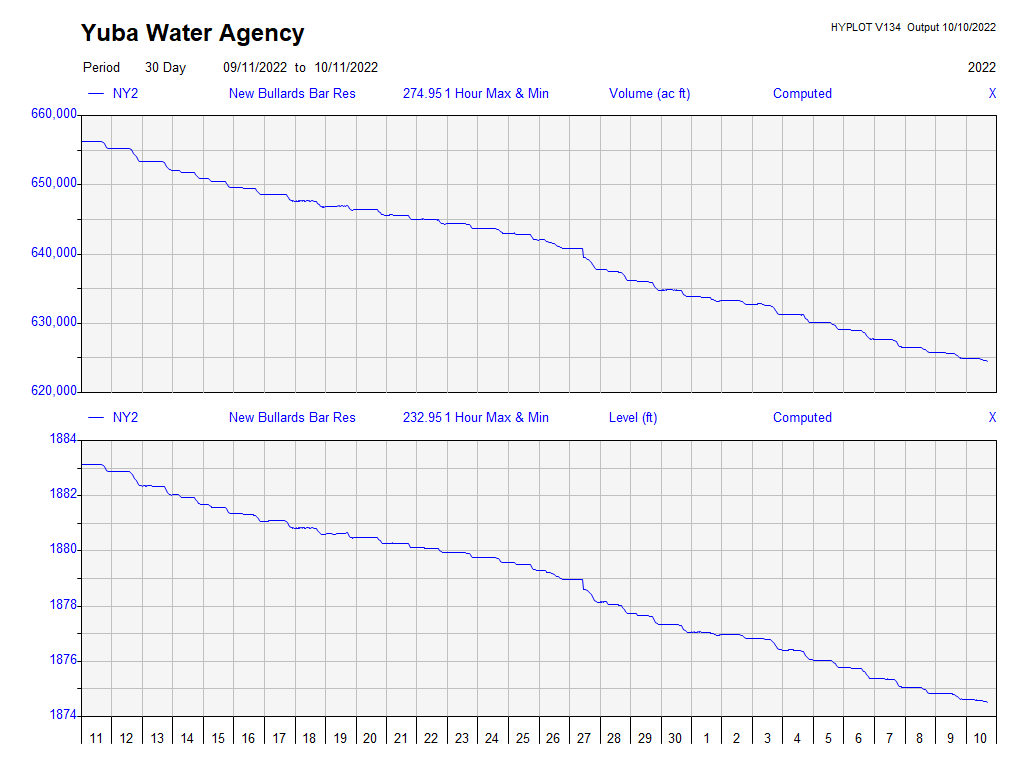 Yuba Water Agency
HYPLOT V134 Output 10/10/2022
Period 30 Day 09/11/2022 to 10/11/2022 2022
NY2 New Bullards Bar Res 274.95 1 Hour Max & Min Volume (ac ft) Computed X
660,000
650,000
640,000
630,000
620,000
NY2 New Bullards Bar Res 232.95 1 Hour Max & Min Level (ft) Computed X
1884
1882
1880
1878
1876
1874
11 12 13 14 15 16 17 18 19 20 21 22 23 24 25 26 27 28 29 30 1 2 3 4 5 6 7 8 9 10